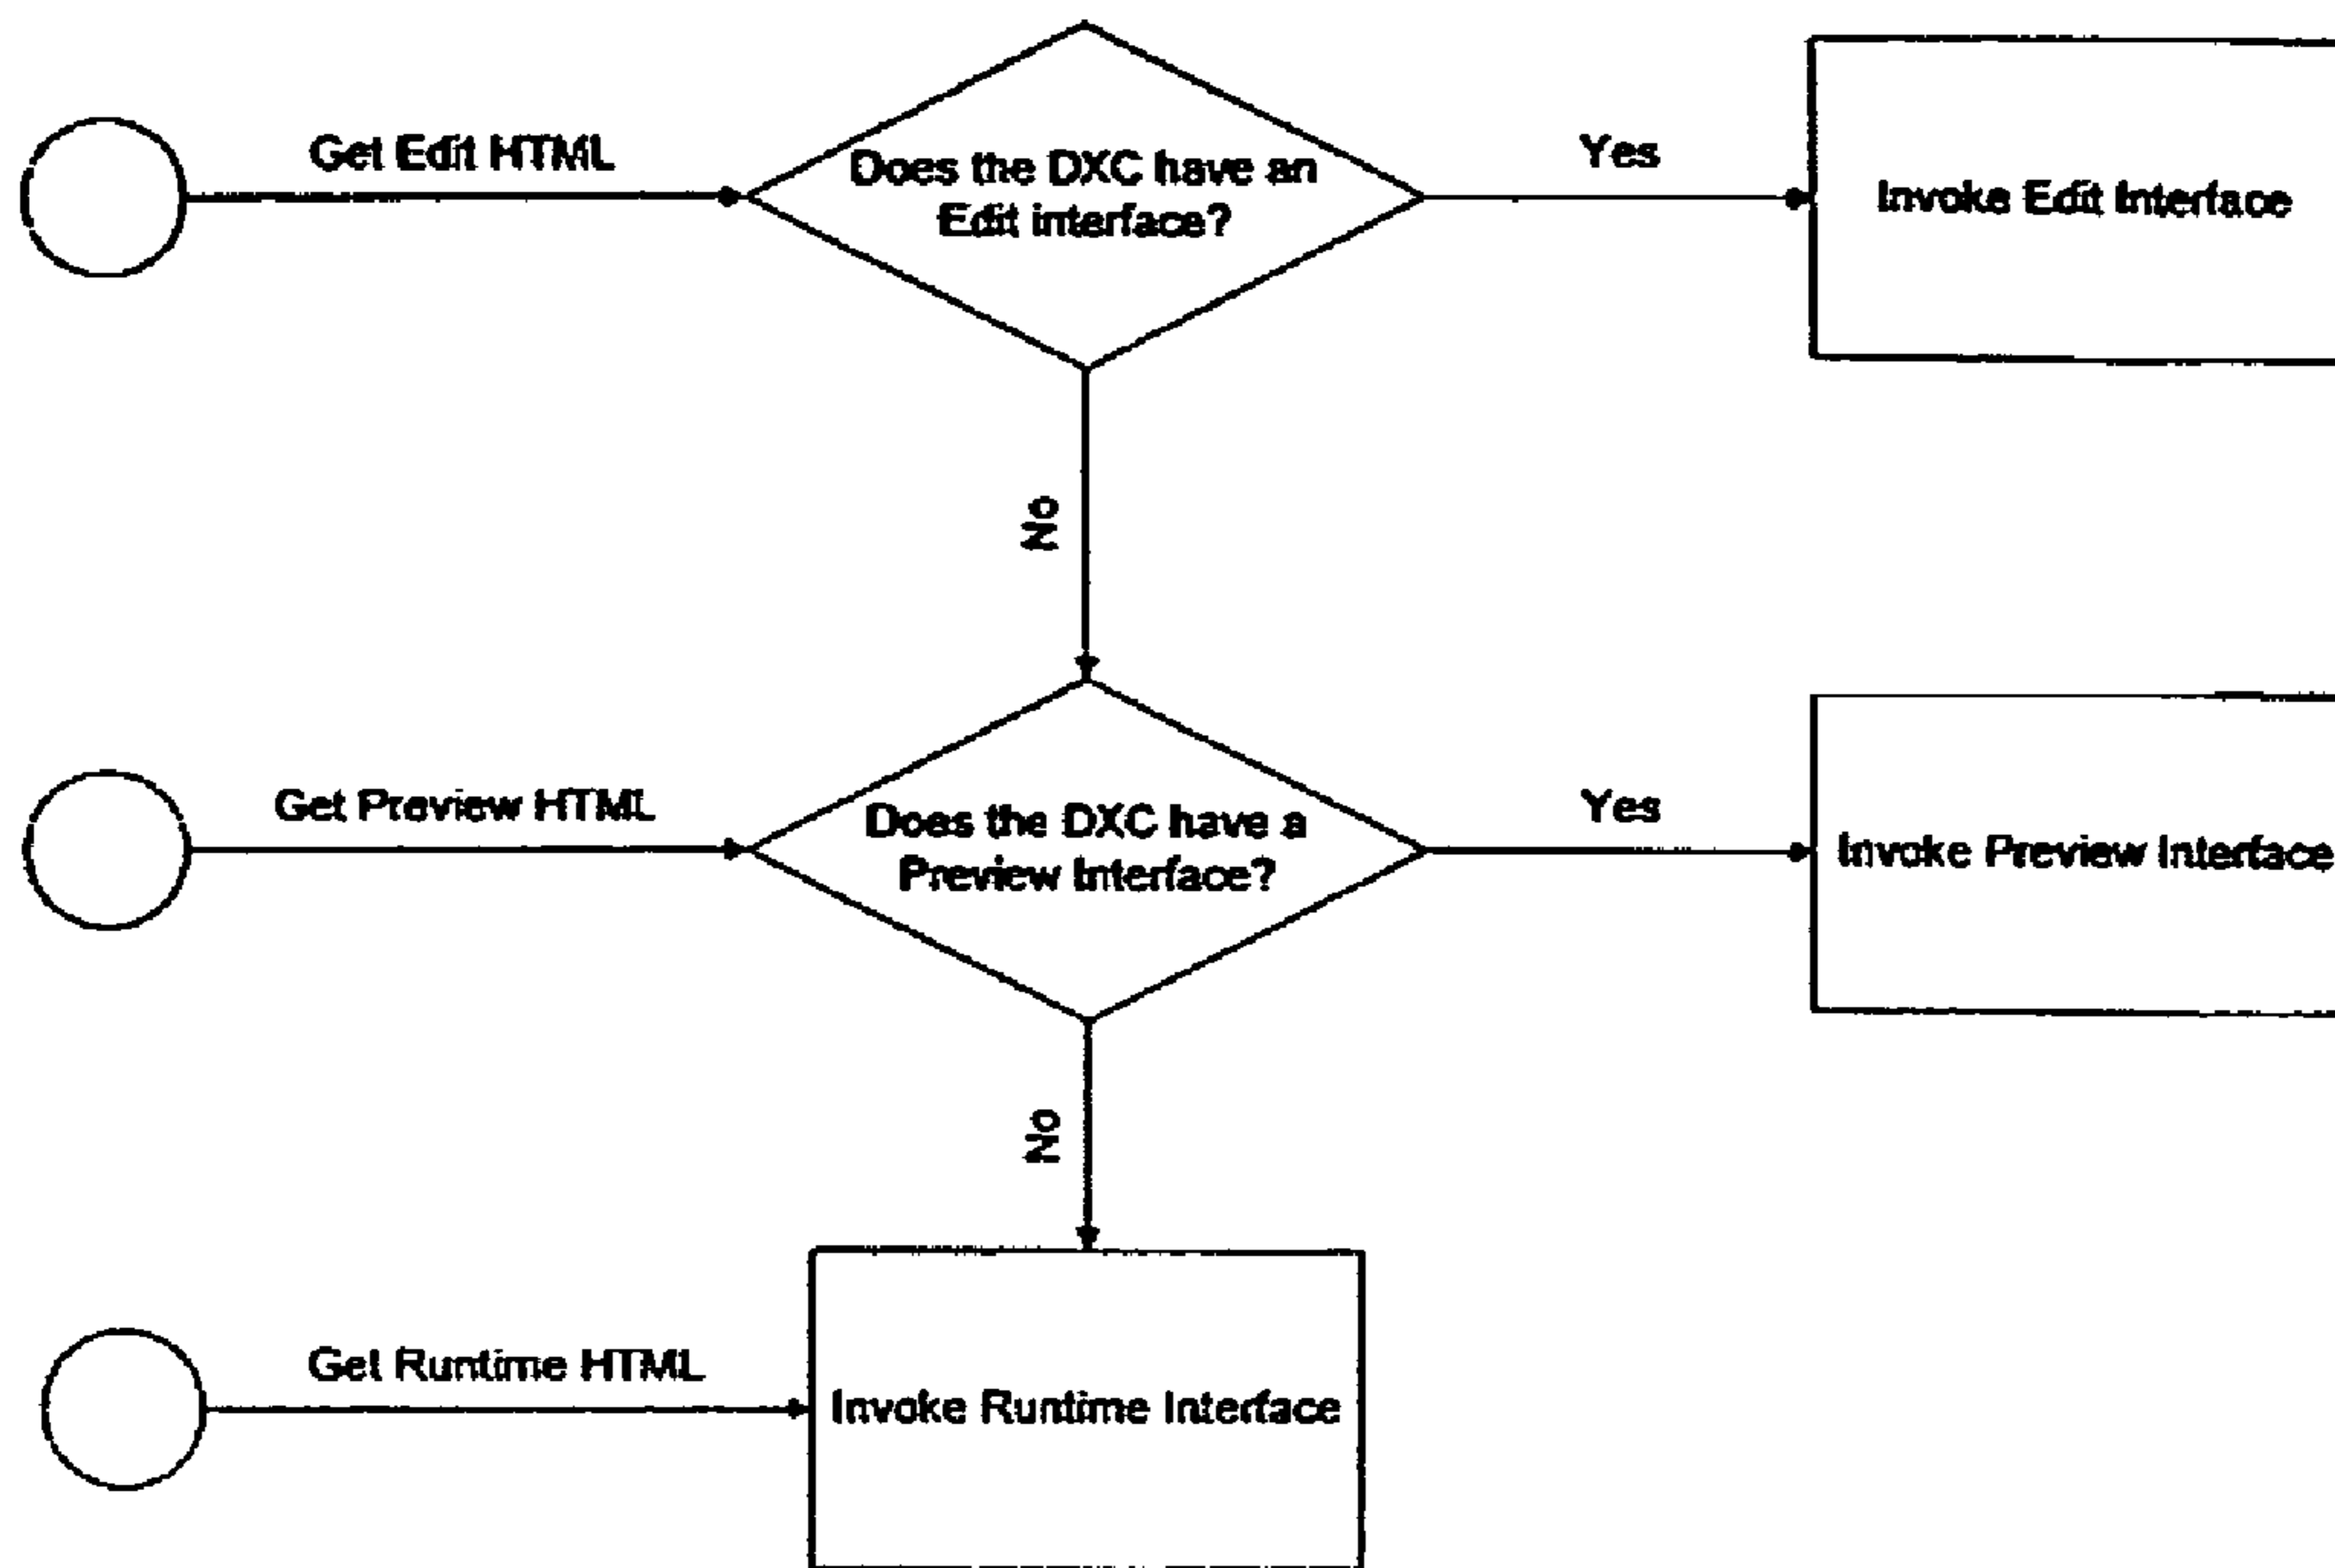 Get Edit HTML
Does the DXC have an
Edit interface?
Yes
Invoke Edit Interface
No
Get Preview HTML
Does the DXC have a
Preview Interface?
Yes
Invoke Preview Interface
No
Get Runtime HTML
Invoke Runtime Interface